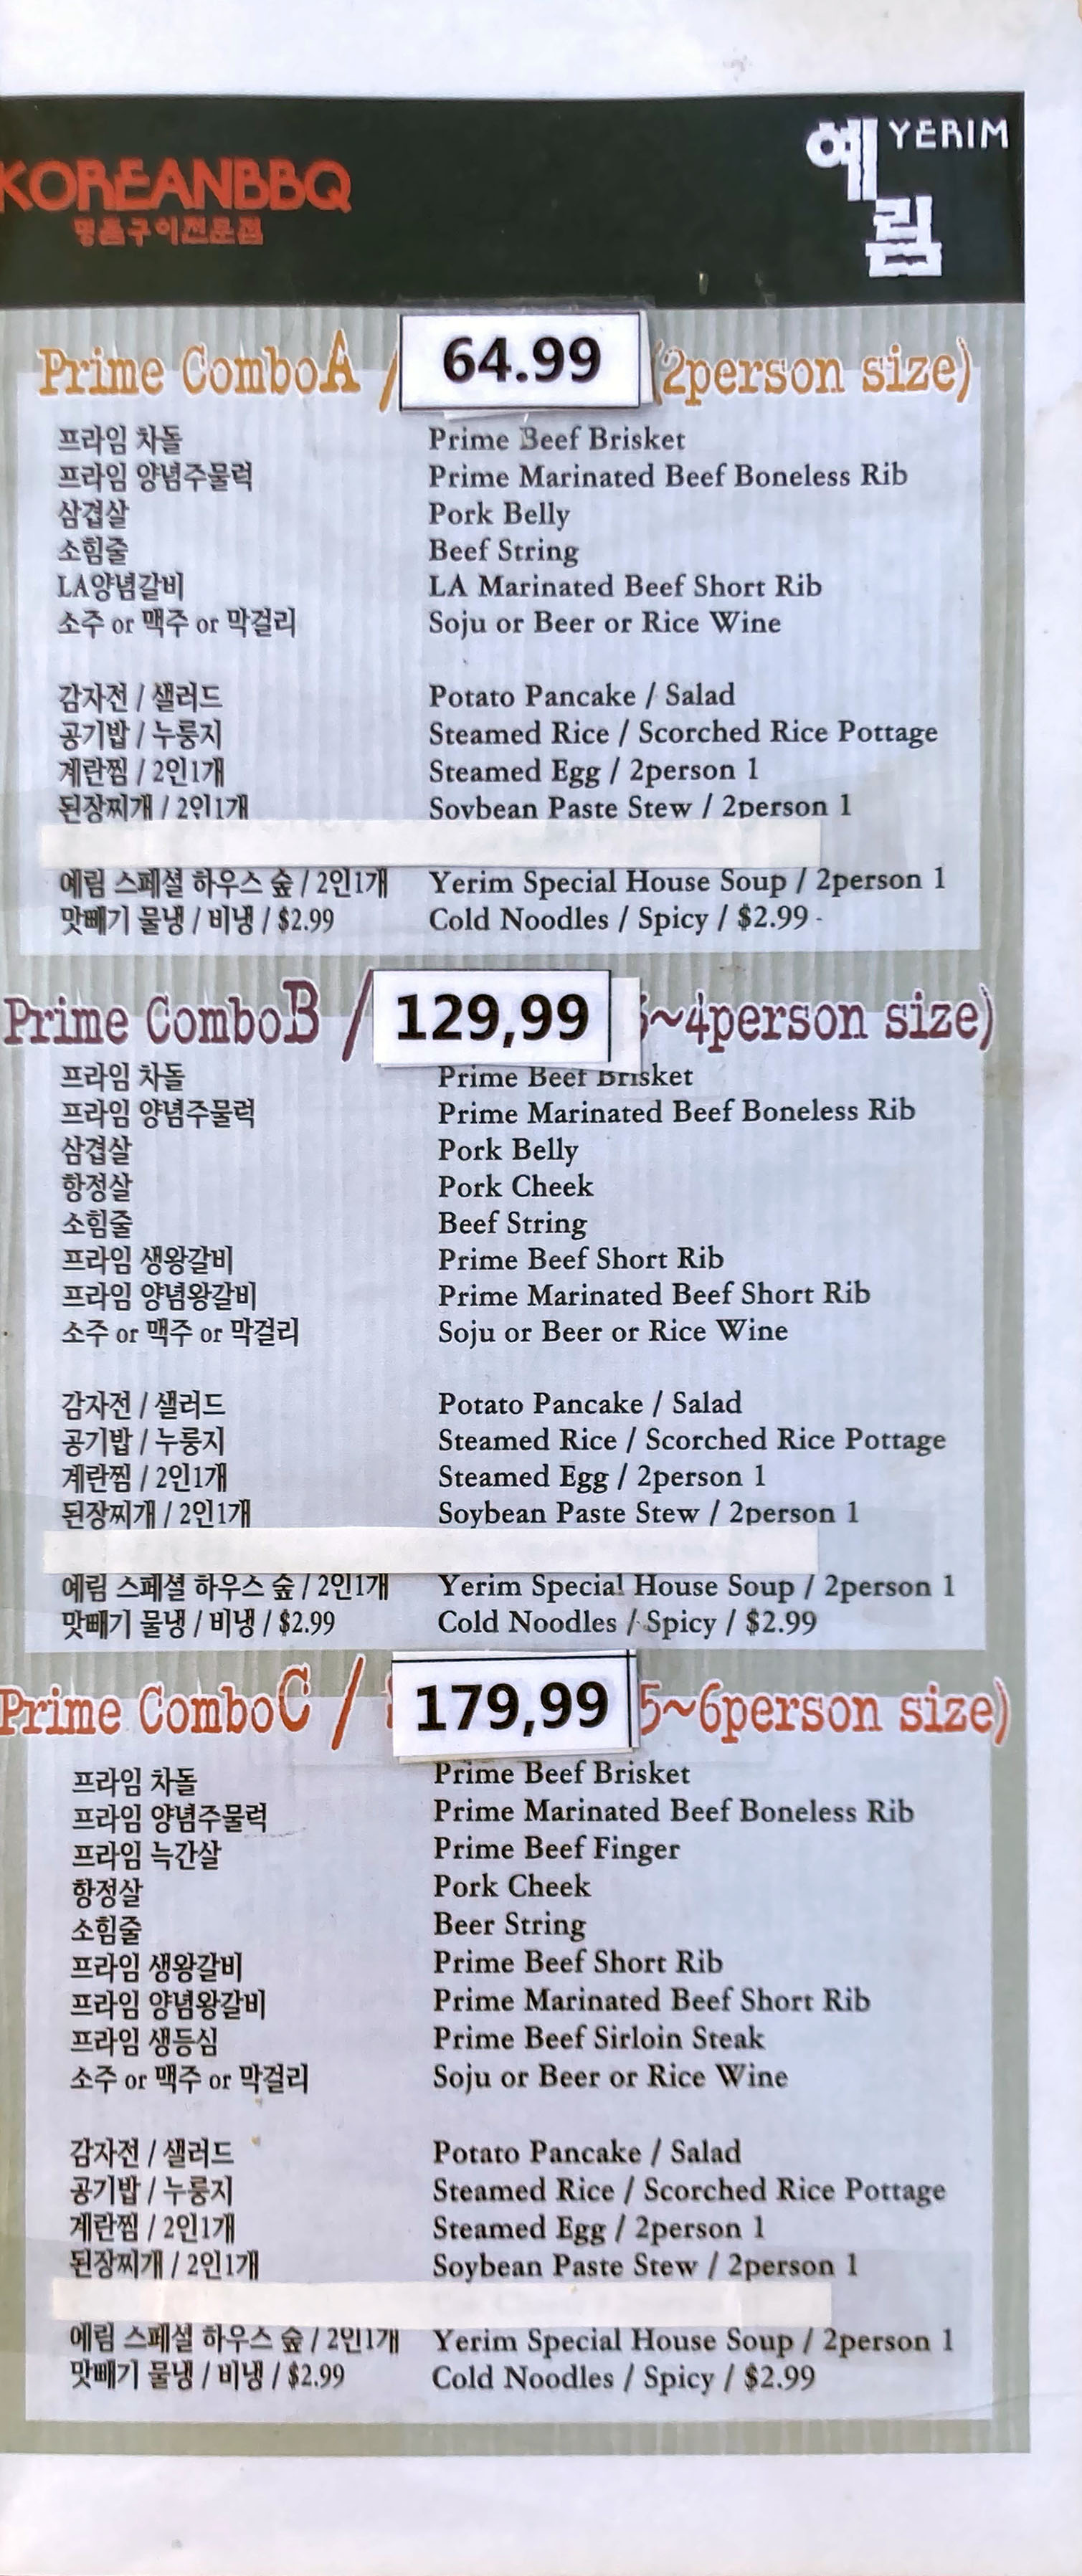 KOREANBBQ
명품구이전문점
예림 YERIM
Prime ComboA / 64.99 (2person size)
프라임 차돌 Prime Beef Brisket
프라임 양념주물럭 Prime Marinated Beef Boneless Rib
삼겹살 Pork Belly
소힘줄 Beef String
LA양념갈비 LA Marinated Beef Short Rib
소주 or 맥주 or 막걸리 Soju or Beer or Rice Wine
감자전 / 샐러드 Potato Pancake / Salad
공기밥 / 누룽지 Steamed Rice / Scorched Rice Pottage
계란찜 / 2인1개 Steamed Egg / 2person 1
된장찌개 / 2인1개 Soybean Paste Stew / 2person 1
예림 스페셜 하우스 숲 / 2인1개 Yerim Special House Soup / 2person 1
맛빼기 물냉 / 비냉 / $2.99 Cold Noodles / Spicy / $2.99
Prime ComboB / 129,99 ~4person size)
프라임 차돌 Prime Beef Brisket
프라임 양념주물럭 Prime Marinated Beef Boneless Rib
삼겹살 Pork Belly
항정살 Pork Cheek
소힘줄 Beef String
프라임 생왕갈비 Prime Beef Short Rib
프라임 양념왕갈비 Prime Marinated Beef Short Rib
소주 or 맥주 or 막걸리 Soju or Beer or Rice Wine
감자전 / 샐러드 Potato Pancake / Salad
공기밥 / 누룽지 Steamed Rice / Scorched Rice Pottage
계란찜 / 2인1개 Steamed Egg / 2person 1
된장찌개 / 2인1개 Soybean Paste Stew / 2person 1
예림 스페셜 하우스 숲 / 2인1개 Yerim Special House Soup / 2person 1
맛빼기 물냉 / 비냉 / $2.99 Cold Noodles / Spicy / $2.99
Prime ComboC / 179,99 5~6person size)
프라임 차돌 Prime Beef Brisket
프라임 양념주물럭 Prime Marinated Beef Boneless Rib
프라임 늑간살 Prime Beef Finger
항정살 Pork Cheek
소힘줄 Beer String
프라임 생왕갈비 Prime Beef Short Rib
프라임 양념왕갈비 Prime Marinated Beef Short Rib
프라임 생등심 Prime Beef Sirloin Steak
소주 or 맥주 or 막걸리 Soju or Beer or Rice Wine
감자전 / 샐러드 Potato Pancake / Salad
공기밥 / 누룽지 Steamed Rice / Scorched Rice Pottage
계란찜 / 2인1개 Steamed Egg / 2person 1
된장찌개 / 2인1개 Soybean Paste Stew / 2person 1
예림 스페셜 하우스 숲 / 2인1개 Yerim Special House Soup / 2person 1
맛빼기 물냉 / 비냉 / $2.99 Cold Noodles / Spicy / $2.99